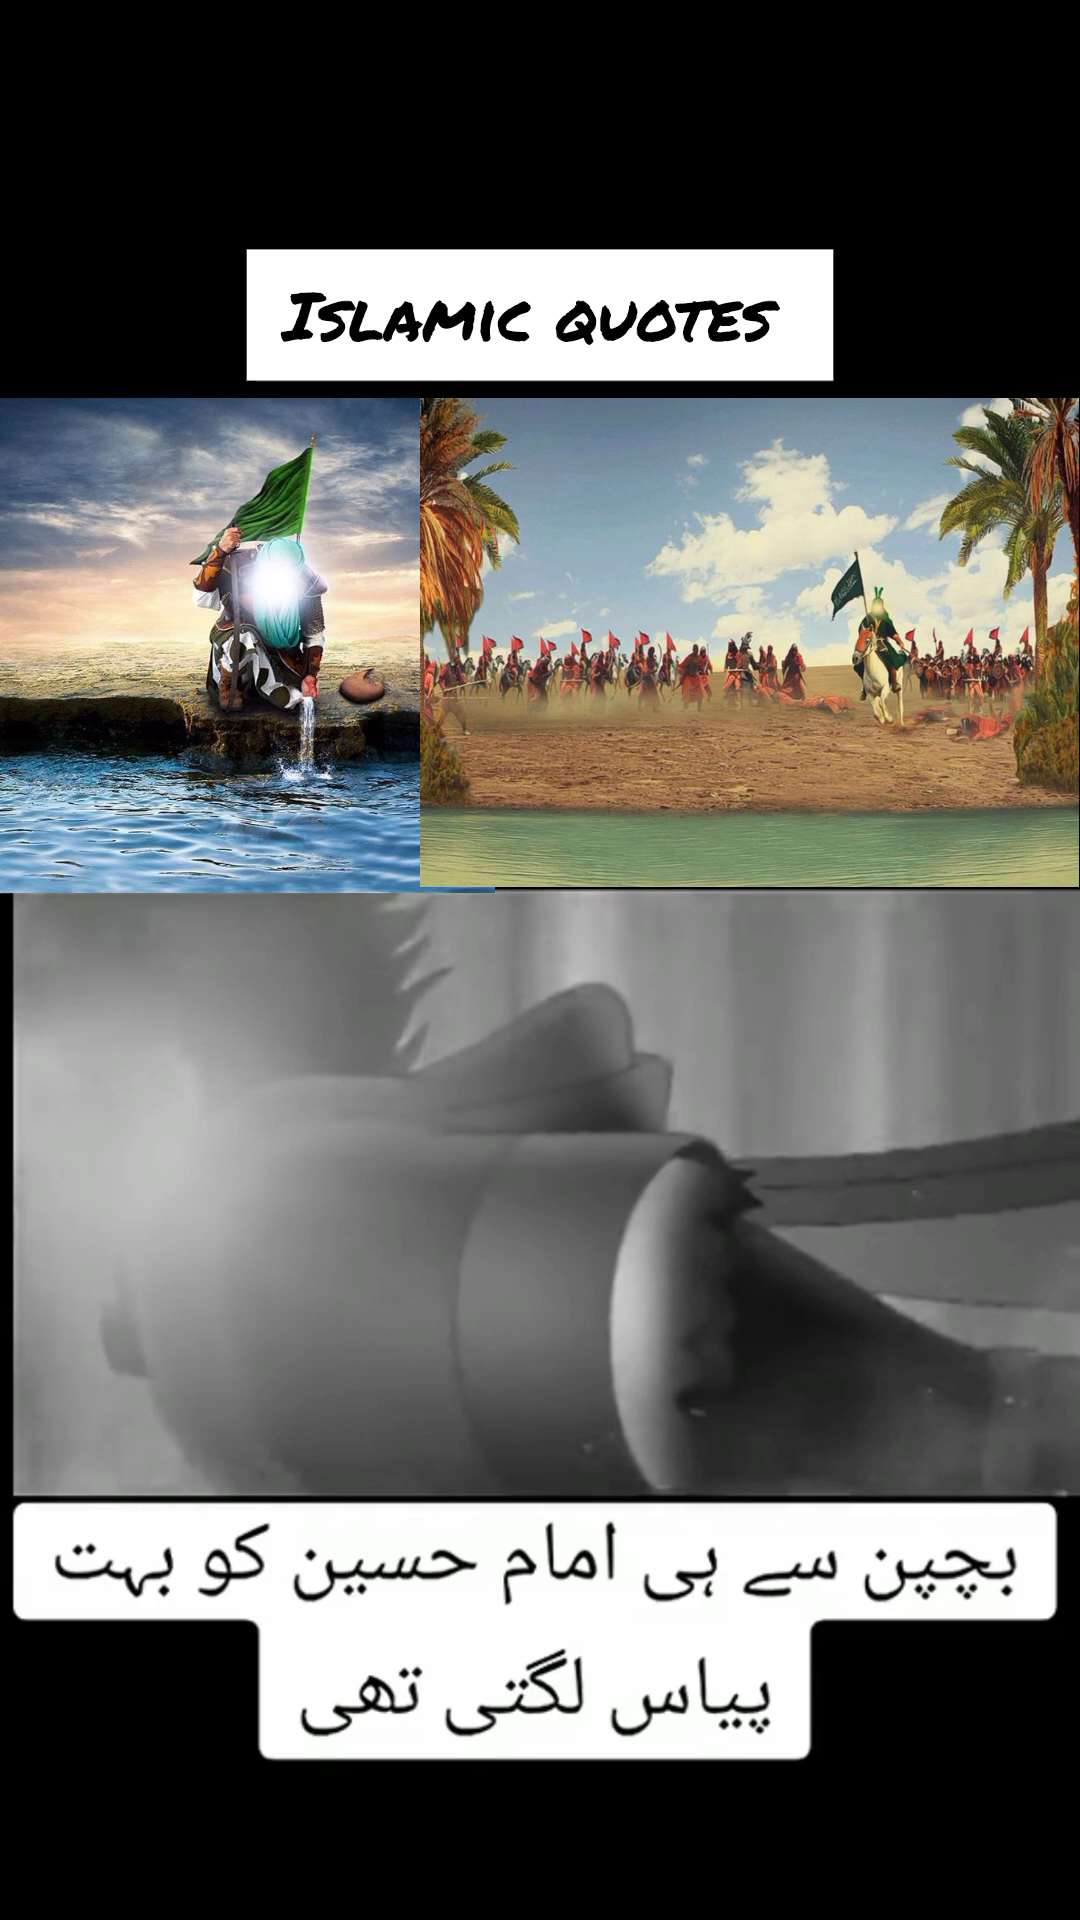 ISLAMIC QUOTES
بچپن سے ہی امام حسین کو بہت
پیاس لگتی تھی